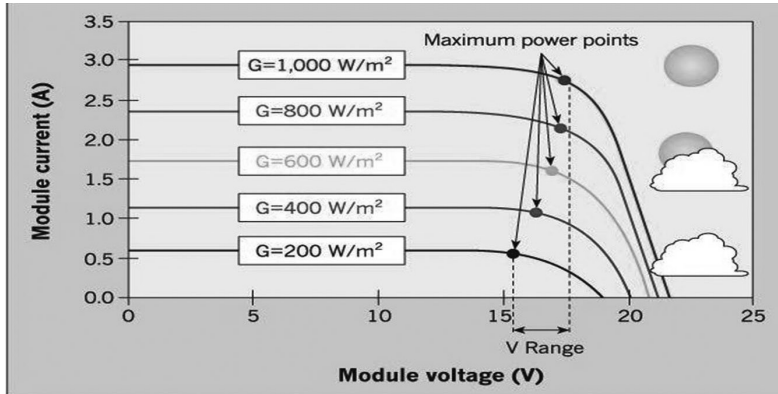 Maximum power points
Module current (A)
3.5
3.0
2.5
2.0
1.5
1.0
0.5
0.0
G=1,000 W/m²
G=800 W/m²
G=600 W/m²
G=400 W/m²
G=200 W/m²
0
5
10
15
20
25
V Range
Module voltage (V)